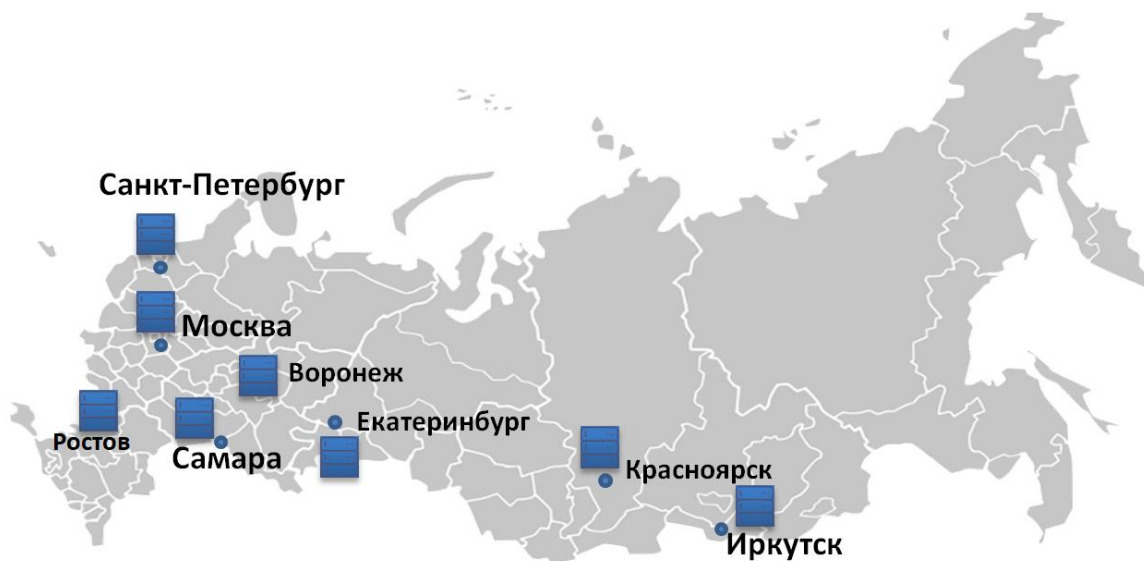 Санкт-Петербург
Москва
Воронеж
Екатеринбург
Ростов
Самара
Красноярск
Иркутск